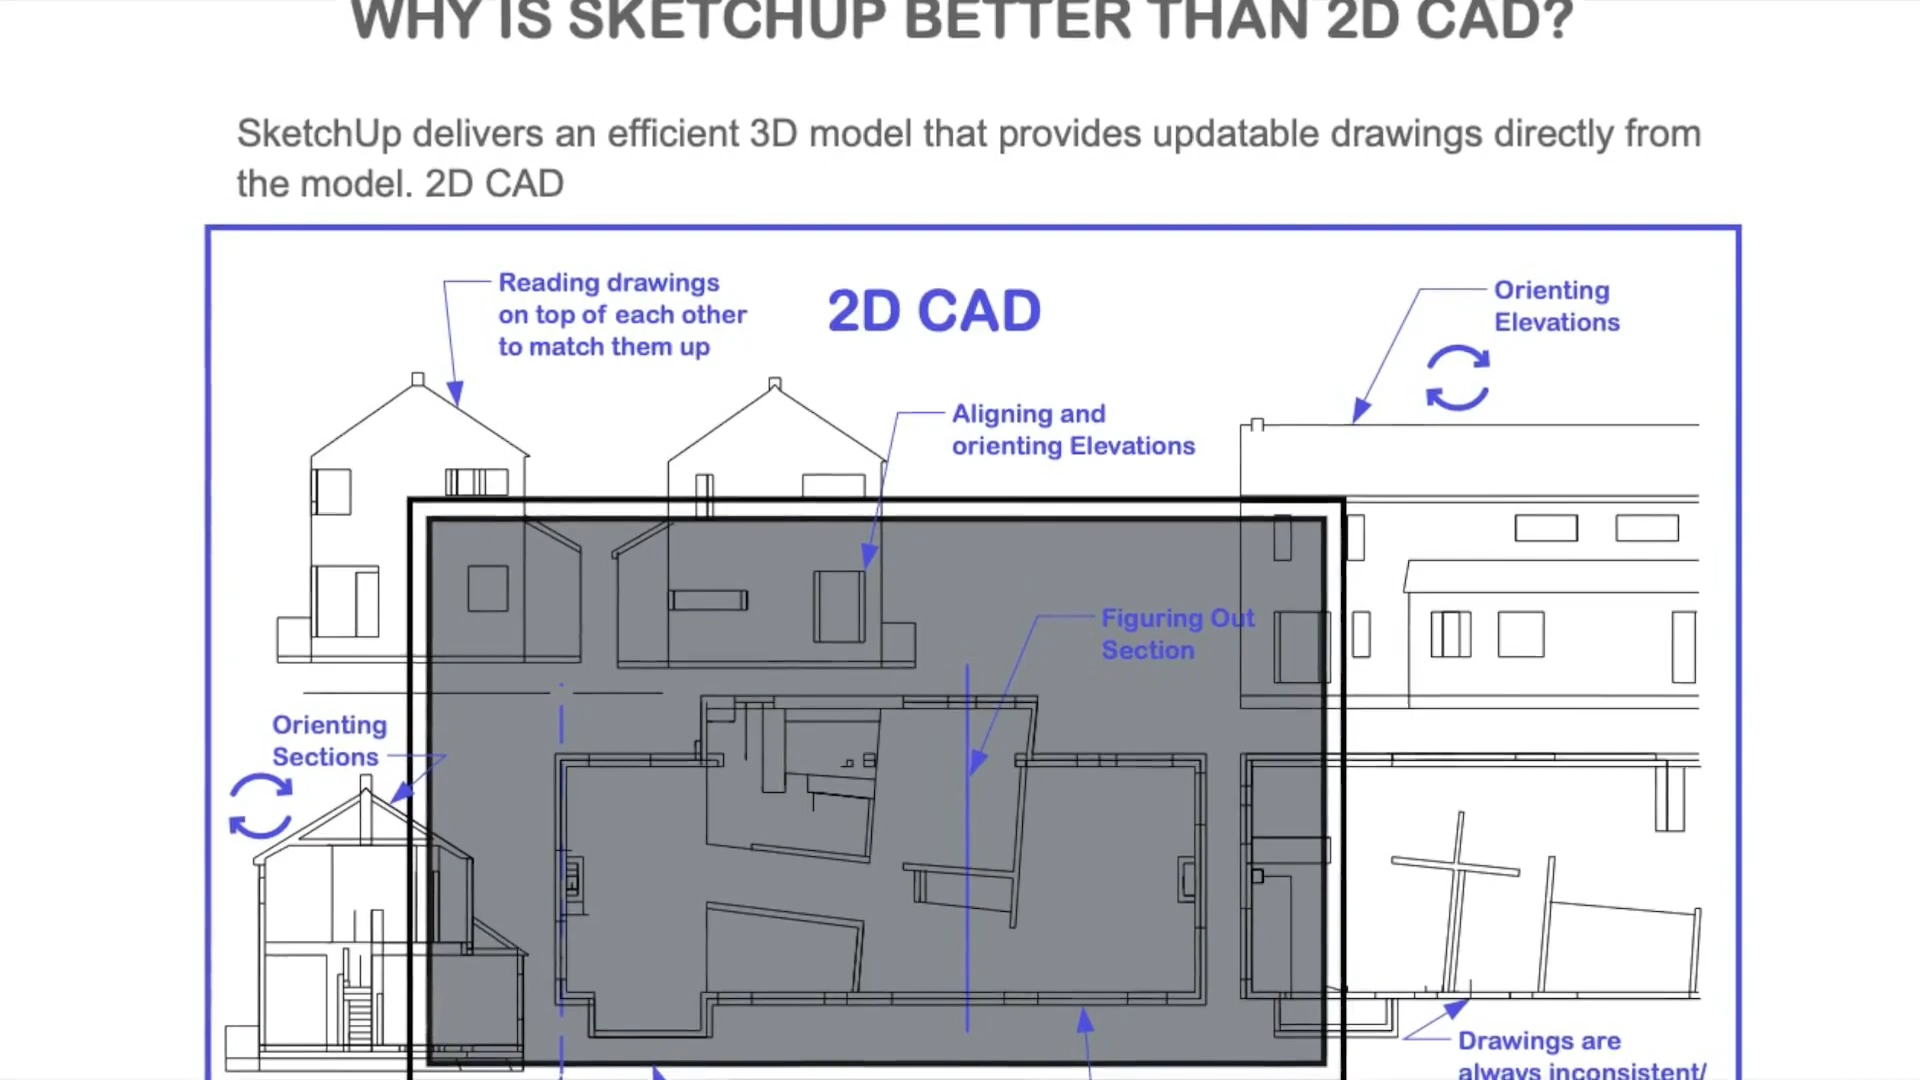 WHY IS SKETCHUP BETTER THAN 2D CAD?
SketchUp delivers an efficient 3D model that provides updatable drawings directly from
the model. 2D CAD
Reading drawings
on top of each other
to match them up
2D CAD
Orienting
Elevations
Aligning and
orienting Elevations
Figuring Out
Section
Orienting
Sections
Drawings are
always inconsistent/